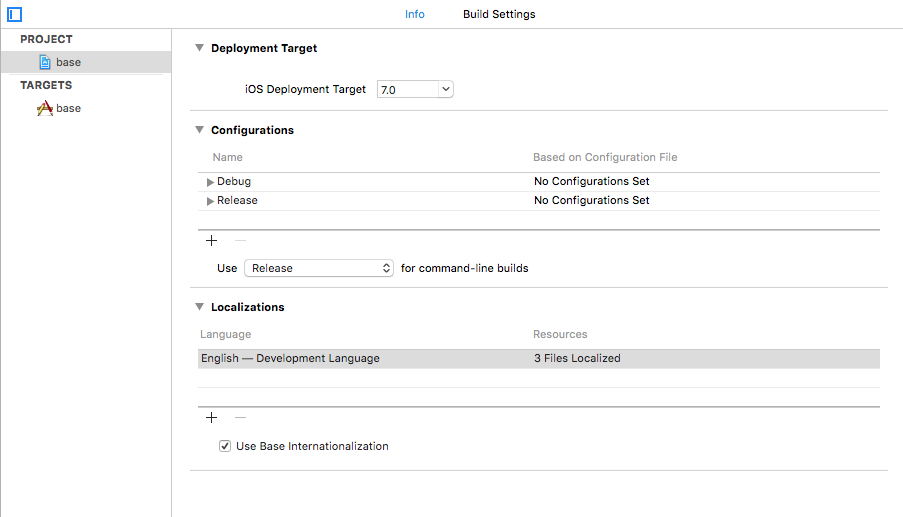 Info Build Settings
PROJECT
base
TARGETS
base
Deployment Target
iOS Deployment Target 7.0
Configurations
Name Based on Configuration File
Debug No Configurations Set
Release No Configurations Set
Use Release for command-line builds
Localizations
Language Resources
English — Development Language 3 Files Localized
Use Base Internationalization